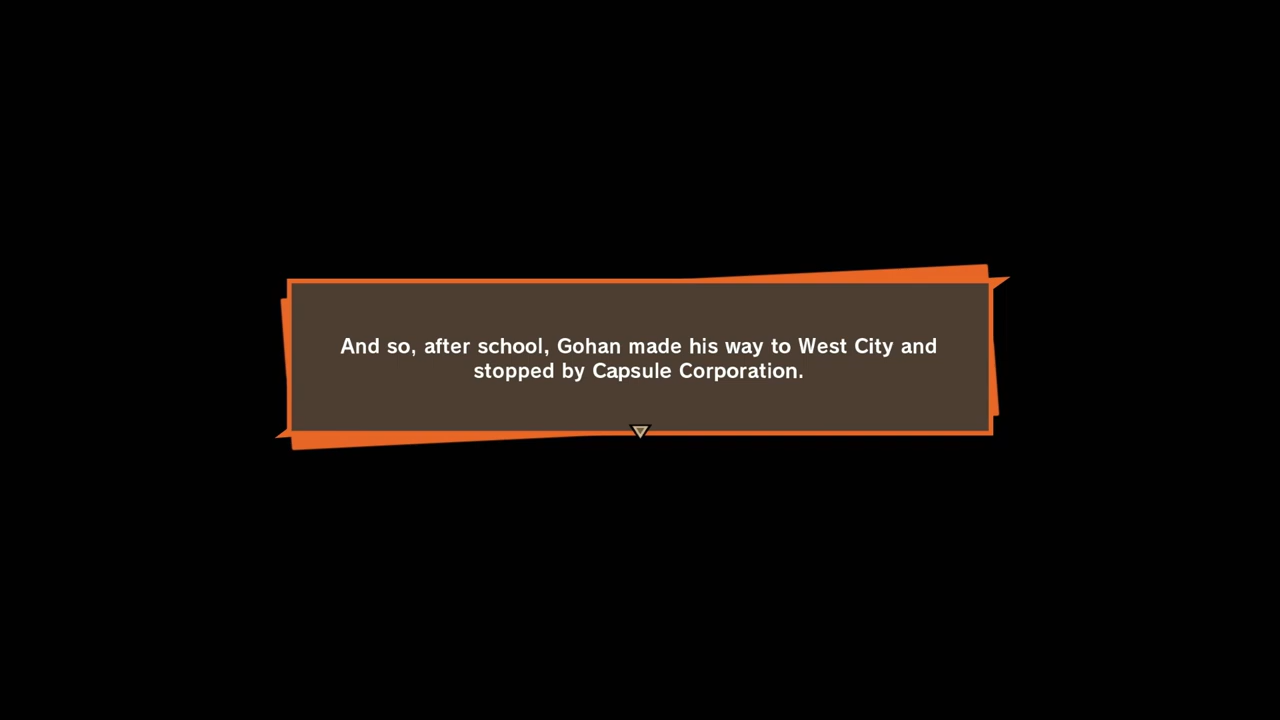 And so, after school, Gohan made his way to West City and
stopped by Capsule Corporation.